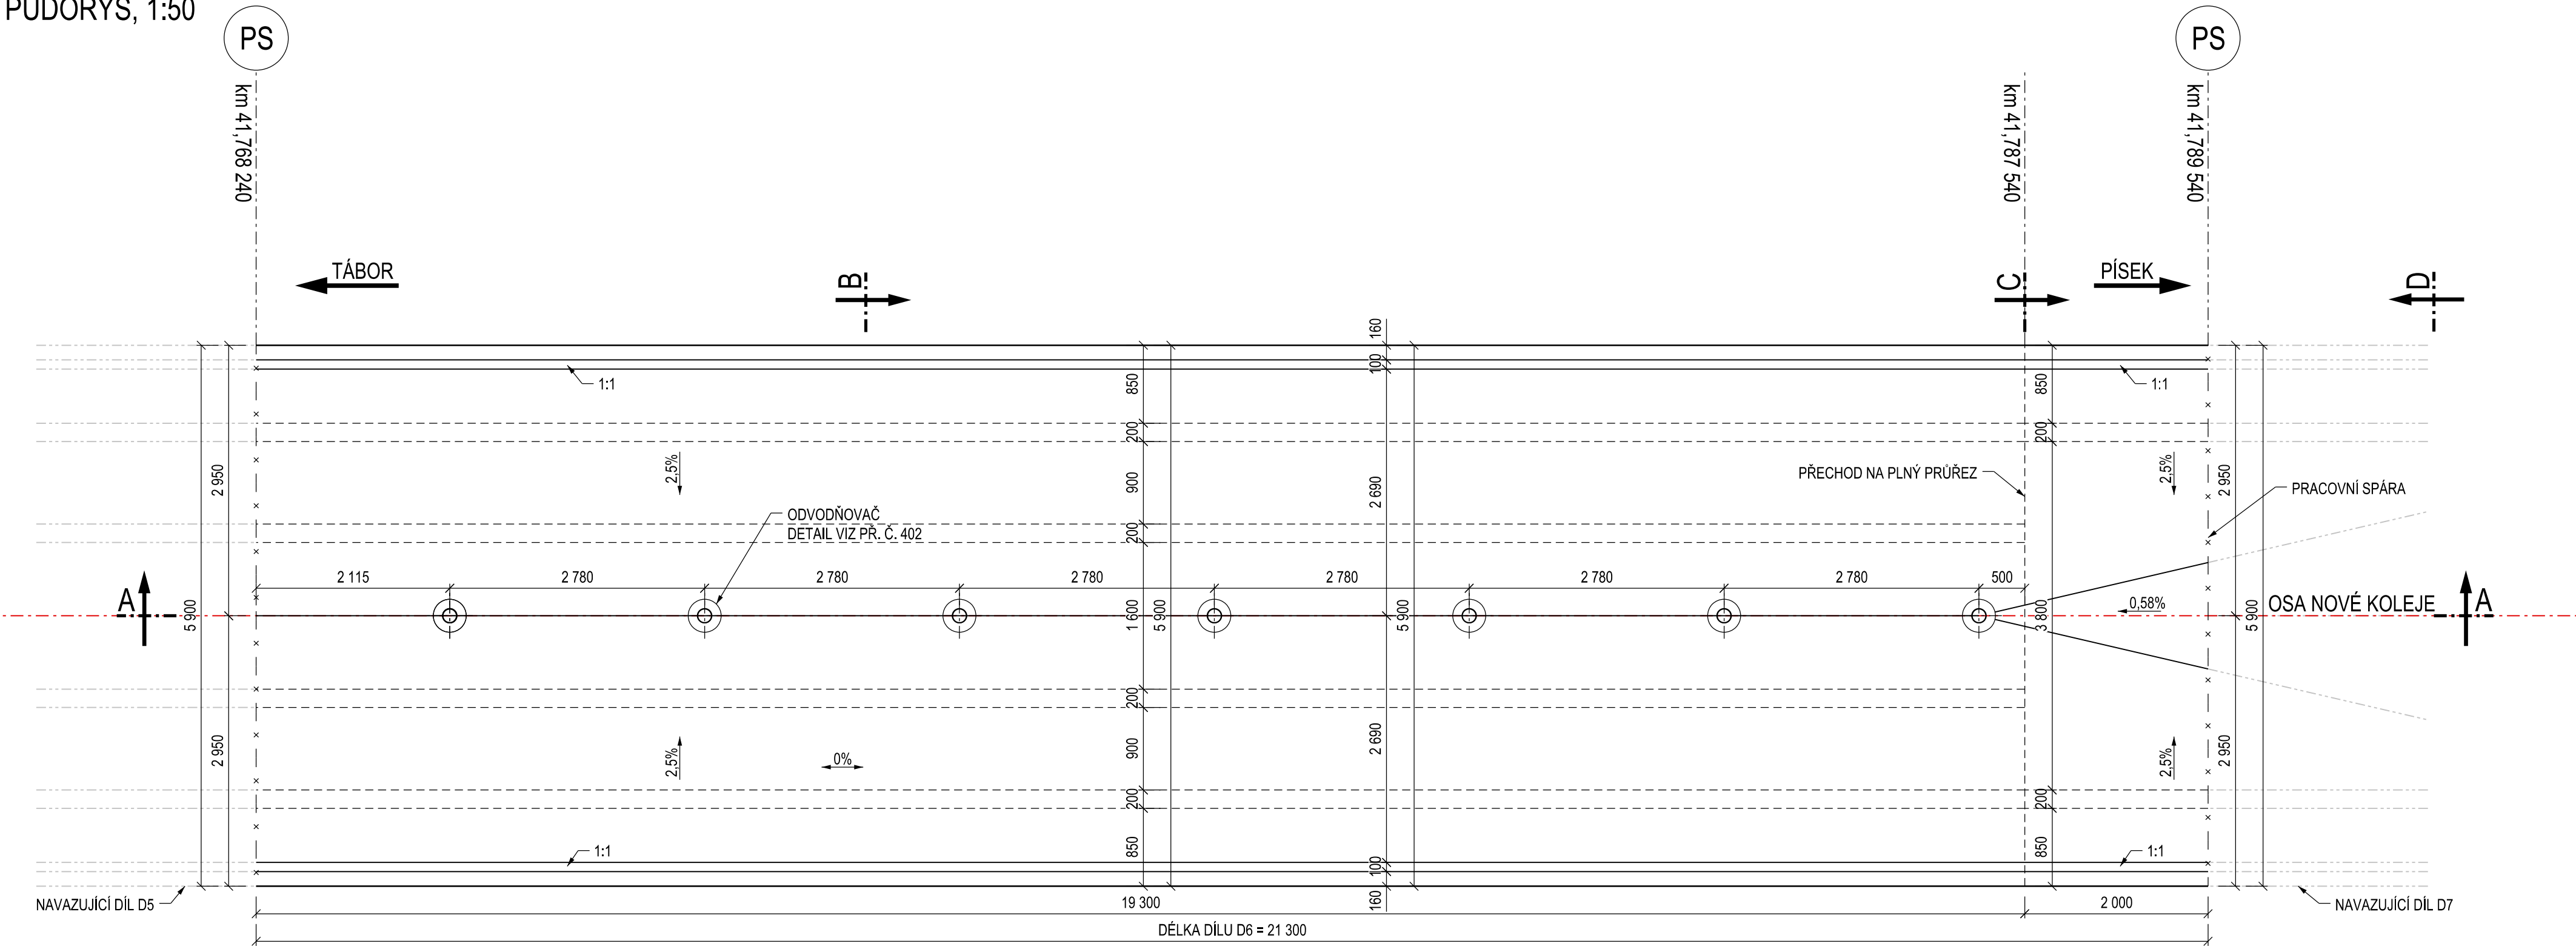 PŮDORYS, 1:50
PS
PS
km 41,768 240
km 41,787 540
km 41,789 540
TÁBOR
B
C
PÍSEK
D
160
100
1:1
850
850
1:1
200
200
2 950
2,5%
900
2 690
PŘECHOD NA PLNÝ PRŮŘEZ
2,5%
2 950
PRACOVNÍ SPÁRA
ODVODŇOVAČ
DETAIL VIZ PŘ. Č. 402
200
2 115
2 780
2 780
2 780
2 780
2 780
2 780
500
A
5 900
1 600
5 900
5 900
3 800
0,58%
5 900
OSA NOVÉ KOLEJE
A
200
2 950
2,5%
0%
900
2 690
2,5%
2 950
200
200
1:1
850
850
1:1
100
160
NAVAZUJÍCÍ DÍL D5
19 300
2 000
NAVAZUJÍCÍ DÍL D7
DÉLKA DÍLU D6 = 21 300